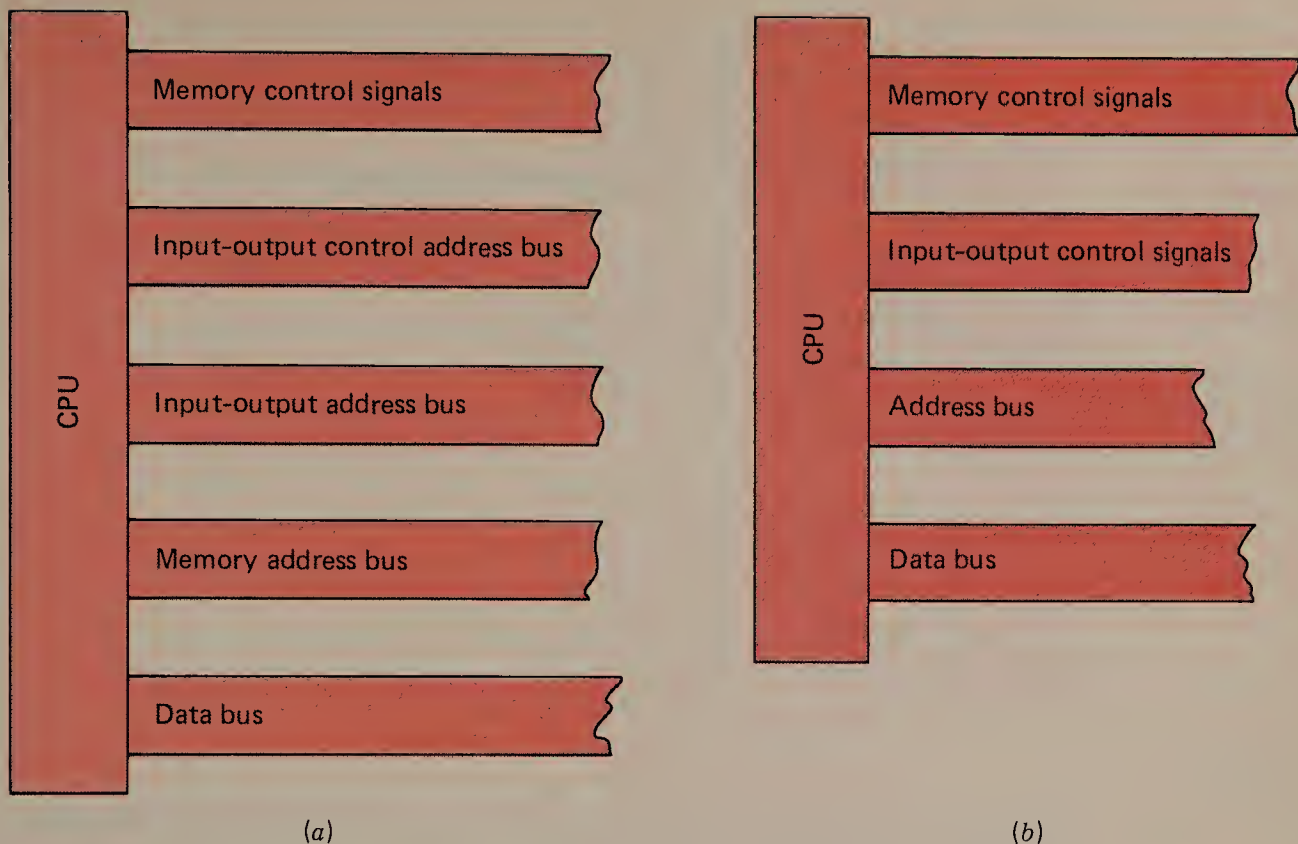 CPU
Memory control signals
Input-output control address bus
Input-output address bus
Memory address bus
Data bus
(a)
CPU
Memory control signals
Input-output control signals
Address bus
Data bus
(b)